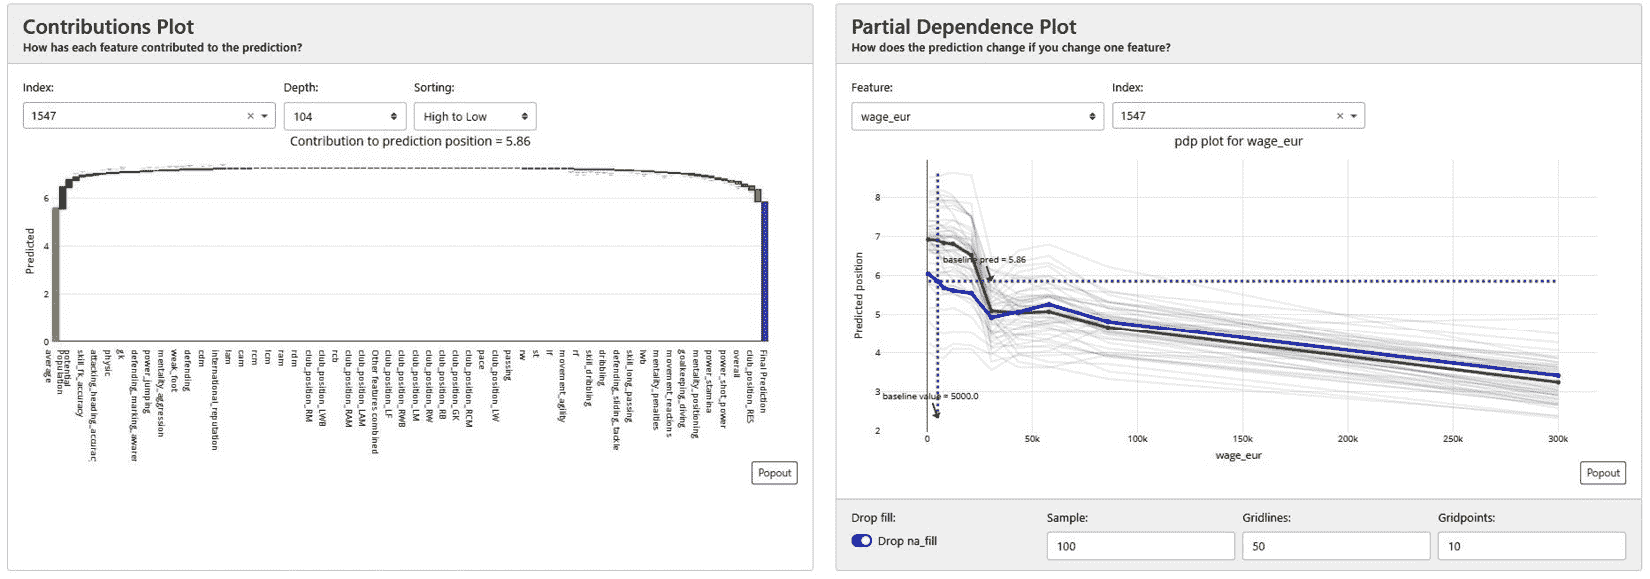 Contributions Plot
How has each feature contributed to the prediction?
Index:
Depth:
Sorting:
1547
104
High to Low
Contribution to prediction position = 5.86
6
4
2
0
Predicted
average
Population
potential
skill_fk_accuracy
attacking_heading_accurac
physic
gk
defending_marking_awarer
power_jumping
mentality_aggression
weak_foot
defending
cdm
international_reputation
lam
cam
rcm
lcm
ram
rdm
club_position_RM
club_position_LWB
rcb
club_position_RAM
club_position_LAM
Other features combined
club_position_LF
club_position_RWB
club_position_LM
club_position_RW
club_position_RB
club_position_GK
club_position_RCM
pace
club_position_LW
passing
rw
st
lf
movement_agility
rf
skill_dribbling
dribbling
defending_sliding_tackle
skill_long_passing
lwb
mentality_penalties
movement_reactions
goalkeeping_diving
mentality_positioning
power_stamina
power_shot_power
overall
club_position_RES
Final Prediction
Popout
Partial Dependence Plot
How does the prediction change if you change one feature?
Feature:
Index:
wage_eur
1547
pdp plot for wage_eur
8
7
6
5
4
3
2
Predicted position
baseline pred = 5.86
baseline value = 5000.0
0
50k
100k
150k
200k
250k
300k
wage_eur
Popout
Drop fill:
Sample:
Gridlines:
Gridpoints:
Drop na_fill
100
50
10